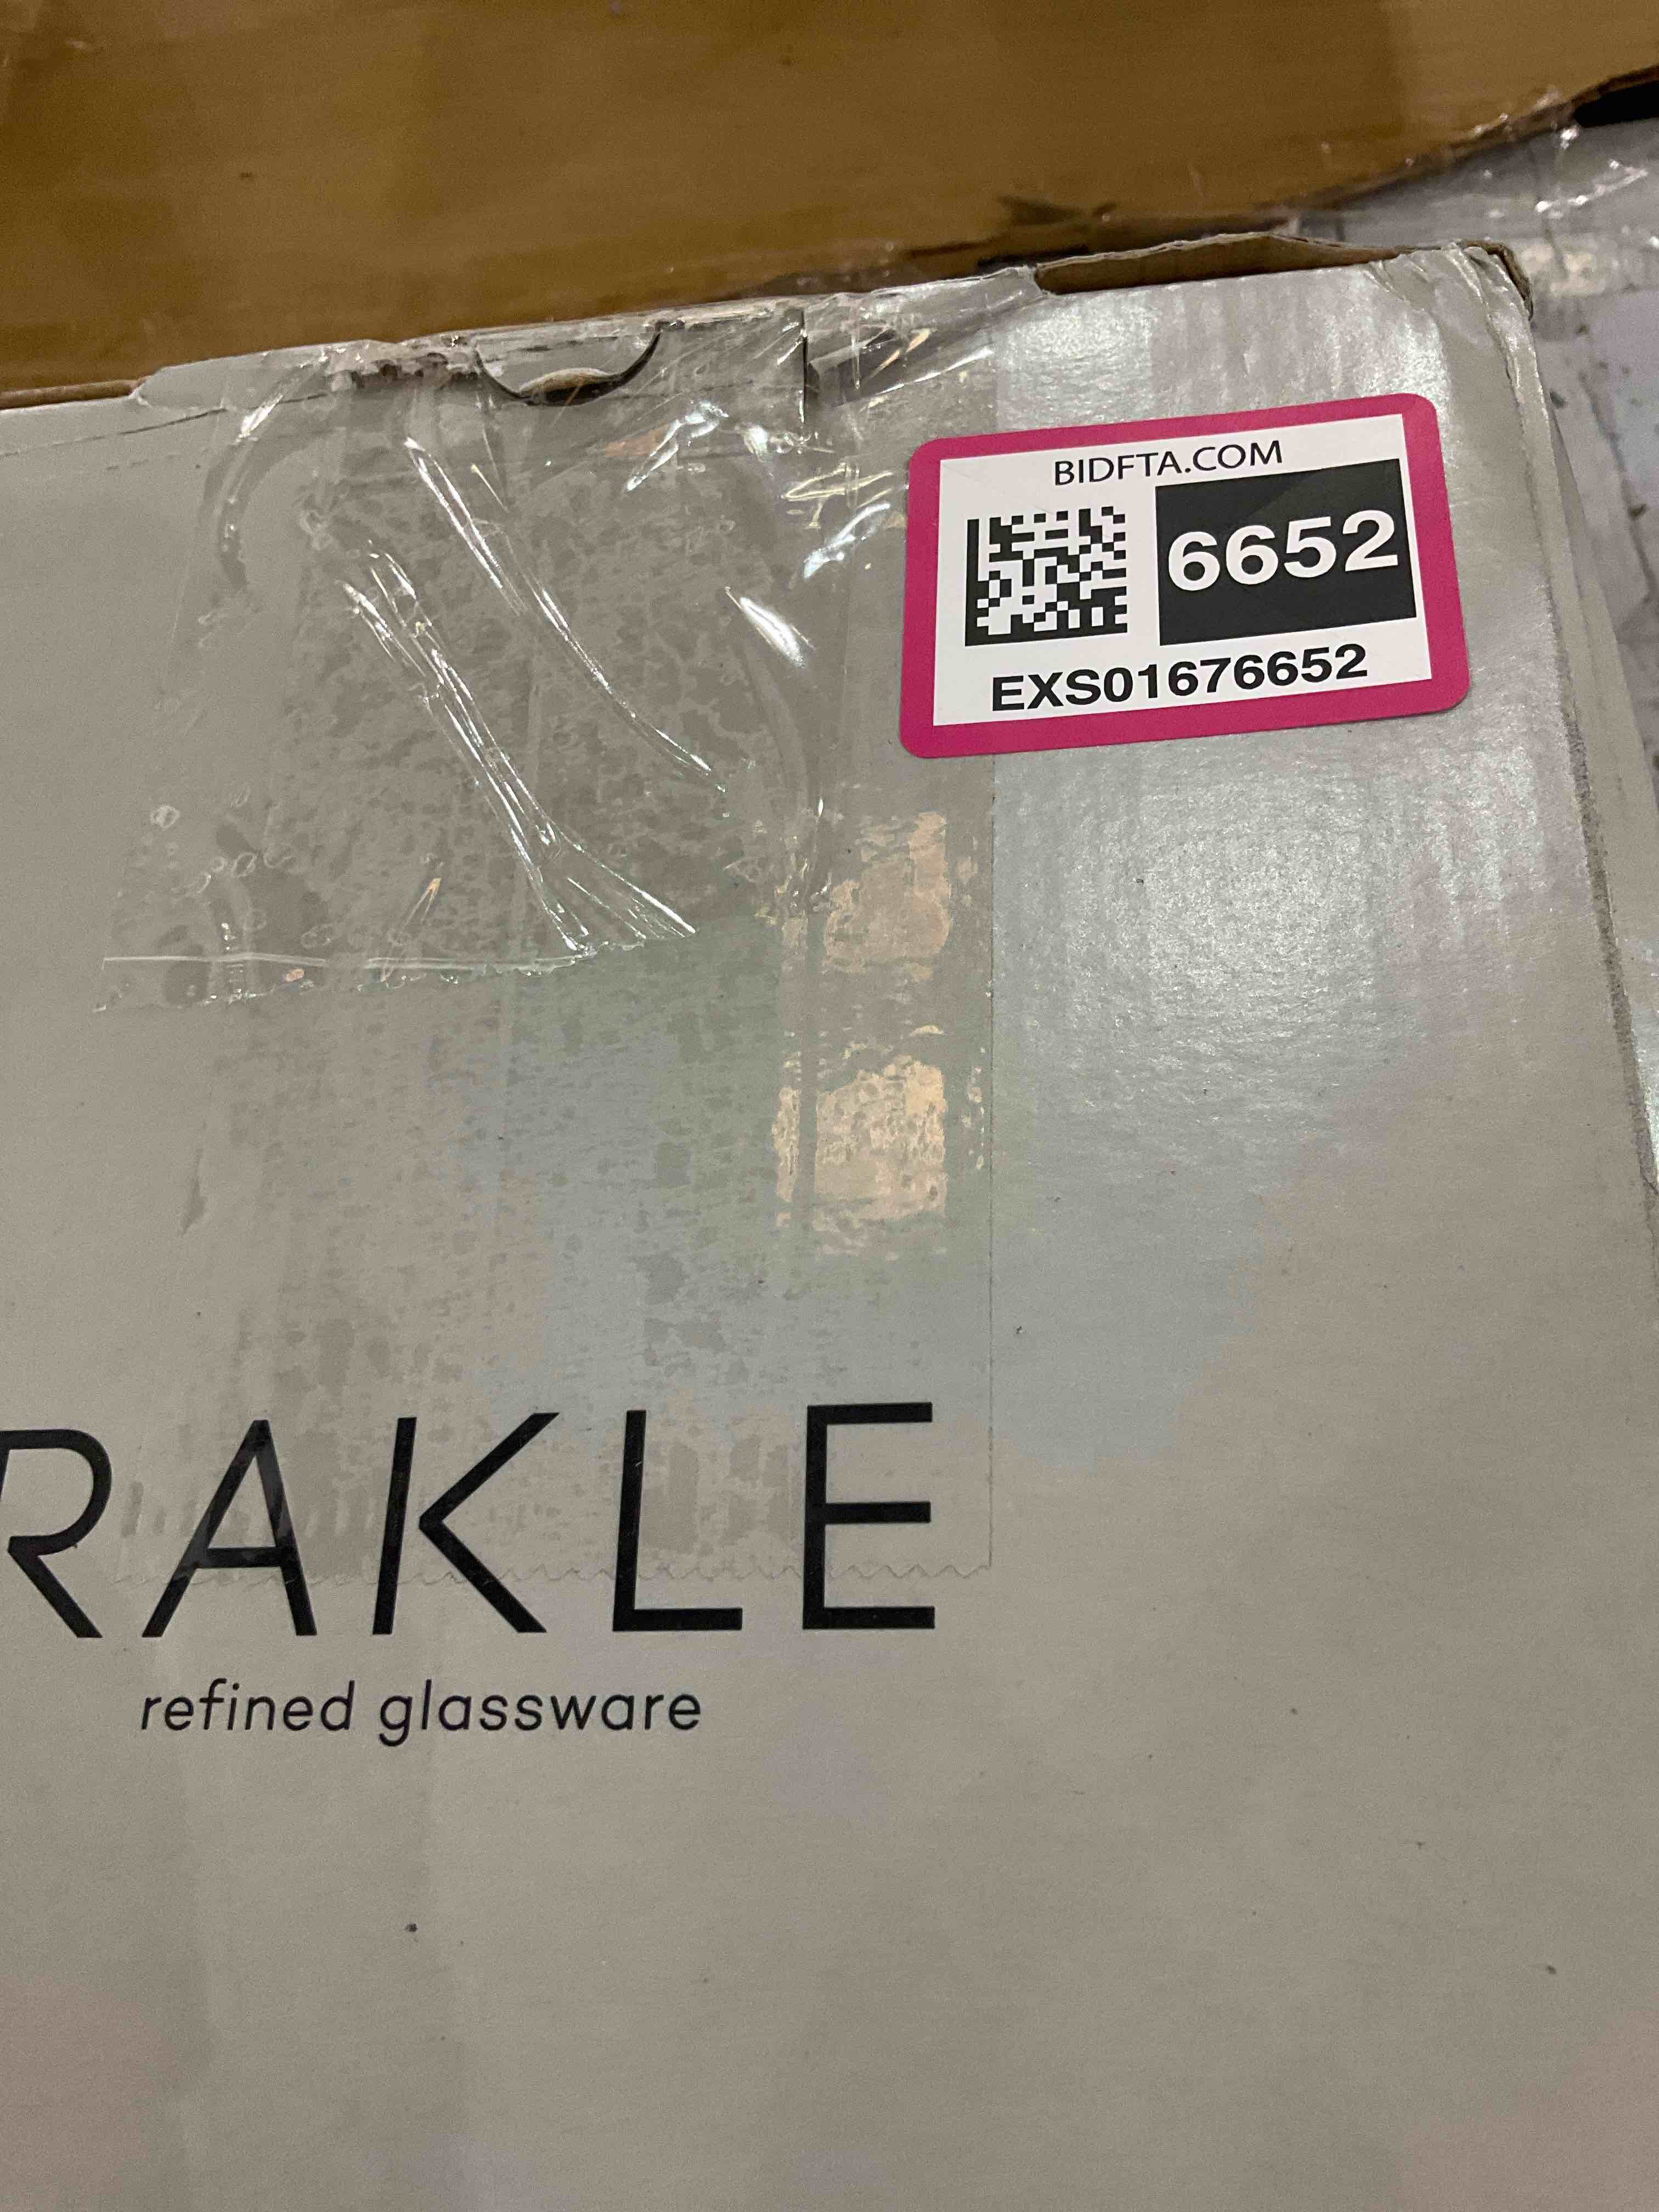 BIDFTA.COM
6652
EXS01676652
RAKLE
refined glassware